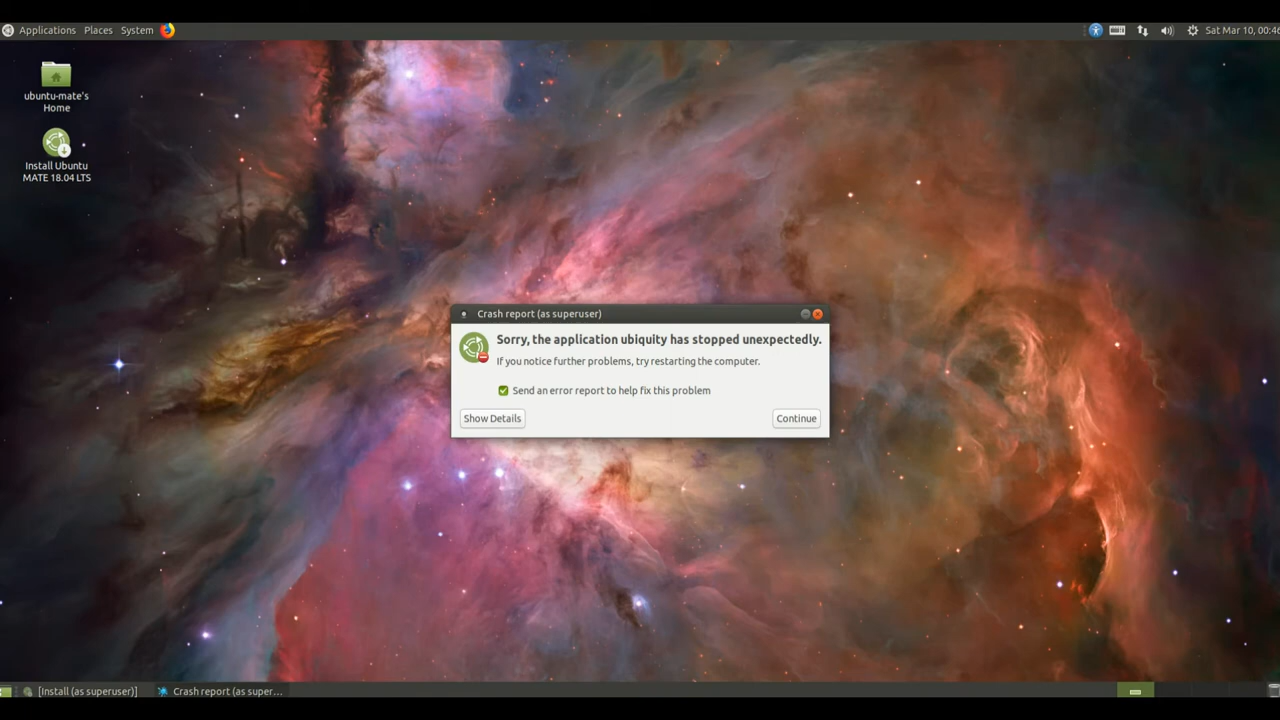 Applications Places System
Sat Mar 10, 00:46
ubuntu-mate's
Home
Install Ubuntu
MATE 18.04 LTS
Crash report (as superuser)
Sorry, the application ubiquity has stopped unexpectedly.
If you notice further problems, try restarting the computer.
Send an error report to help fix this problem
Show Details
Continue
[Install (as superuser)]
Crash report (as super...